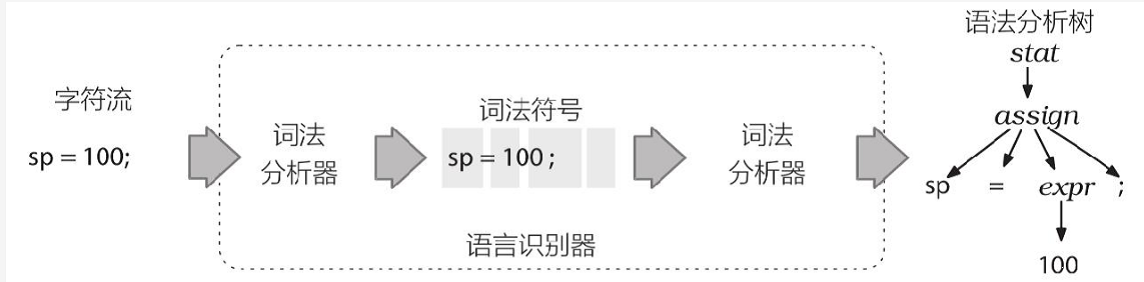 字符流
sp = 100;
词法
分析器
词法符号
sp = 100 ;
词法
分析器
语言识别器
语法分析树
stat
assign
sp = expr ;
100